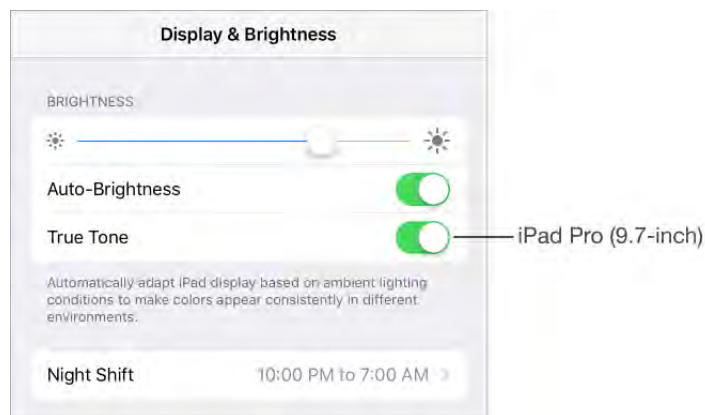 Display & Brightness
BRIGHTNESS
Auto-Brightness
True Tone
iPad Pro (9.7-inch)
Automatically adapt iPad display based on ambient lighting
conditions to make colors appear consistently in different
environments.
Night Shift 10:00 PM to 7:00 AM